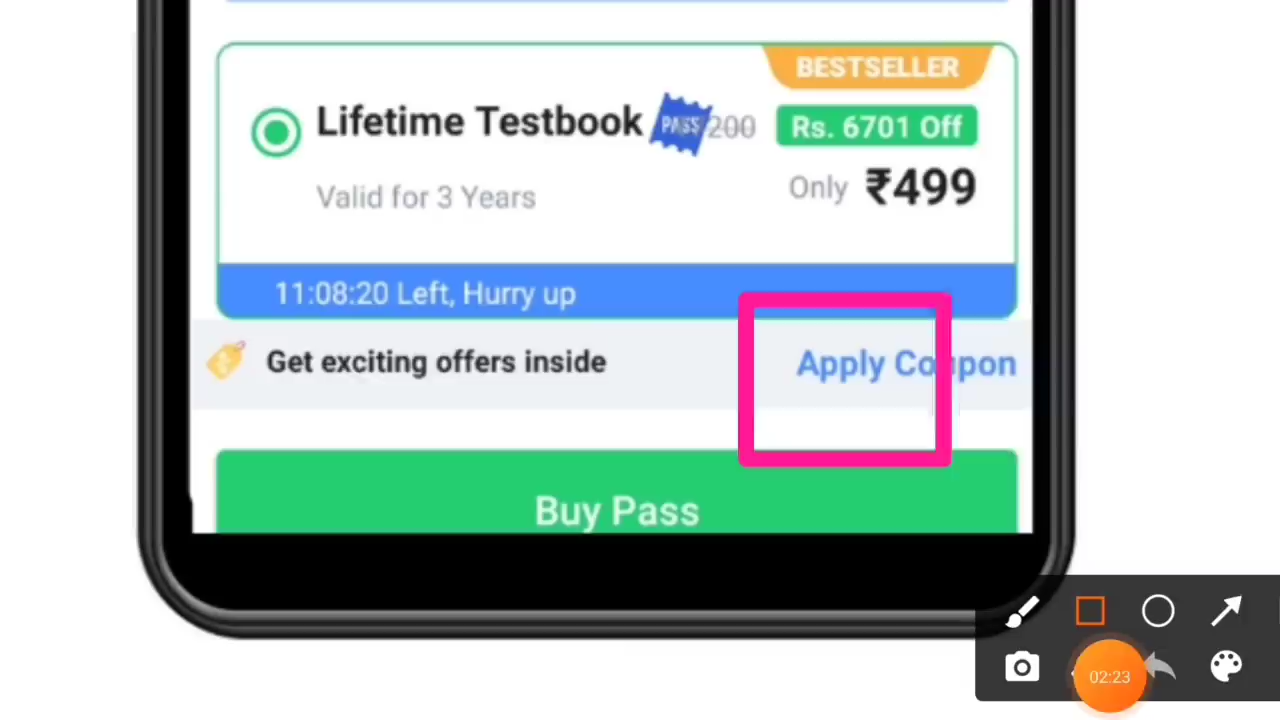 BESTSELLER
Lifetime Testbook PASS 200 Rs. 6701 Off
Valid for 3 Years Only ₹499
11:08:20 Left, Hurry up
Get exciting offers inside Apply Coupon
Buy Pass
02:23